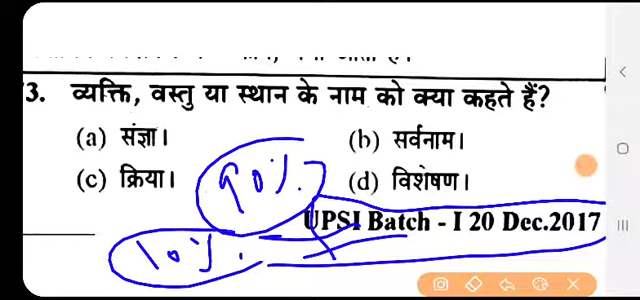 3. व्यक्ति, वस्तु या स्थान के नाम को क्या कहते हैं?
(a) संज्ञा। (b) सर्वनाम।
(c) क्रिया। (d) विशेषण।
90%.
UPSI Batch - I 20 Dec.2017
10%.